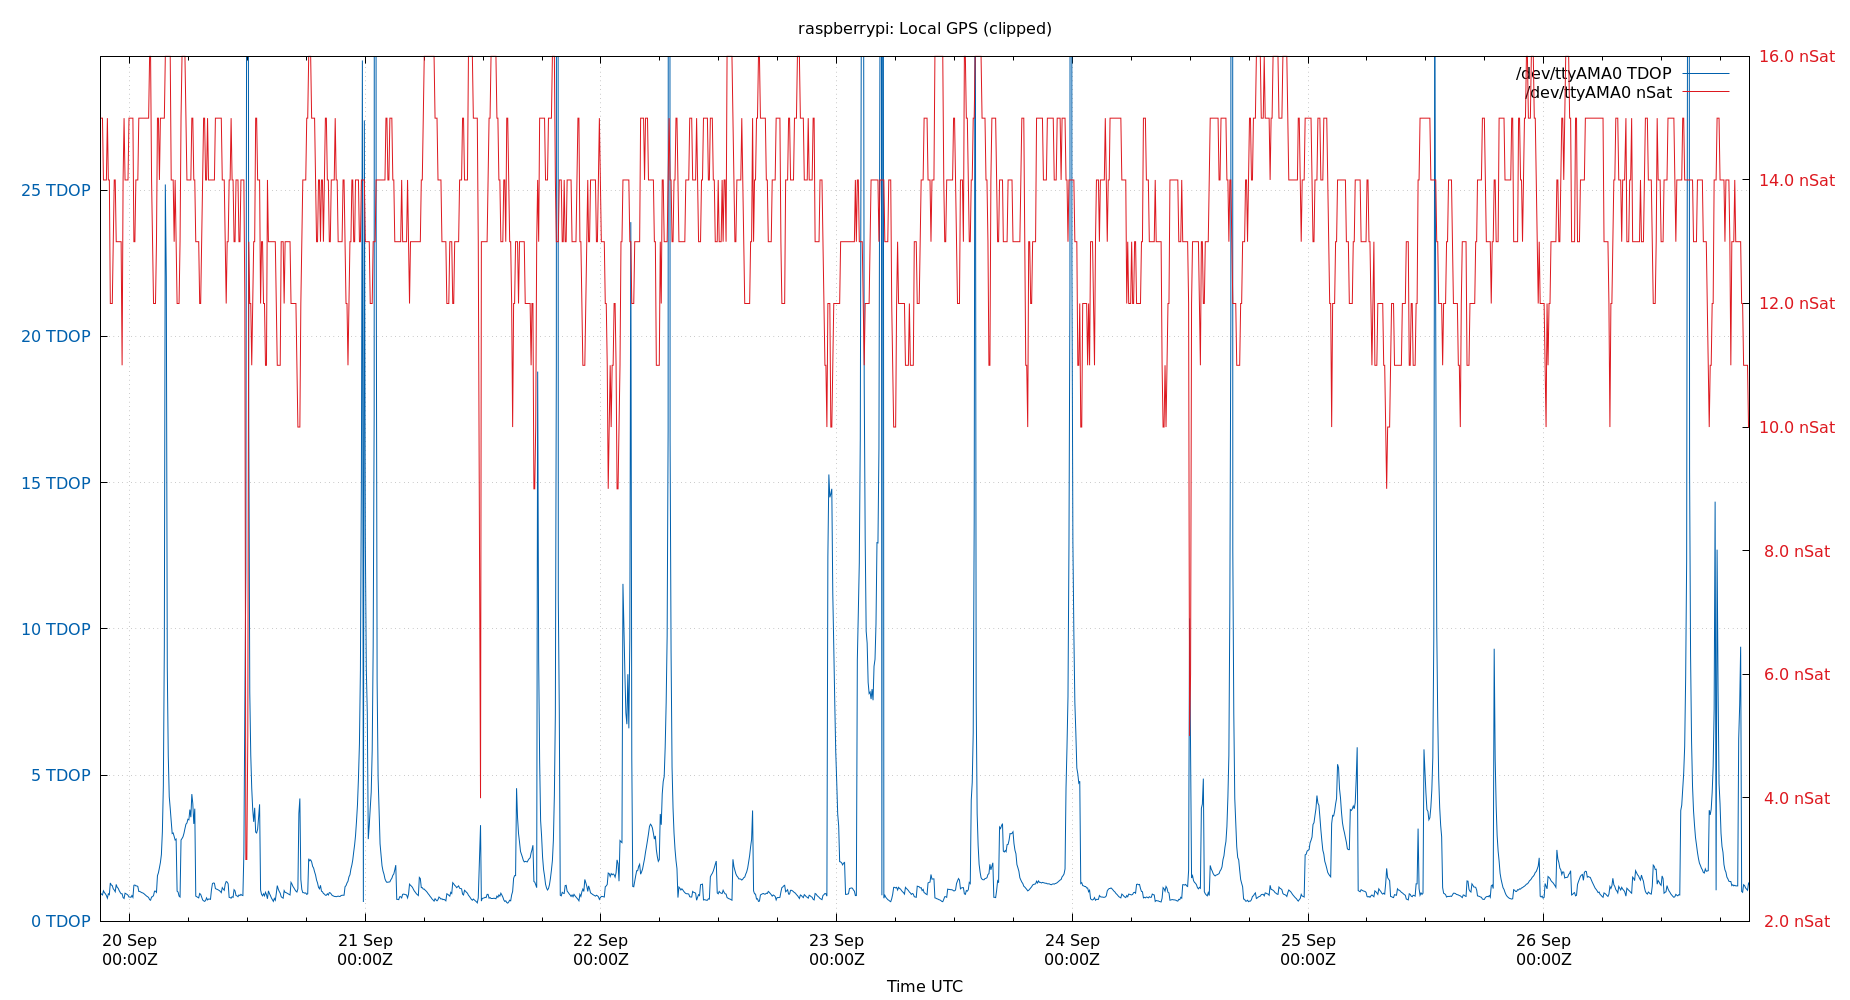 raspberrypi: Local GPS (clipped)
/dev/ttyAMA0 TDOP
/dev/ttyAMA0 nSat
25 TDOP
20 TDOP
15 TDOP
10 TDOP
5 TDOP
0 TDOP
16.0 nSat
14.0 nSat
12.0 nSat
10.0 nSat
8.0 nSat
6.0 nSat
4.0 nSat
2.0 nSat
20 Sep
00:00Z
21 Sep
00:00Z
22 Sep
00:00Z
23 Sep
00:00Z
24 Sep
00:00Z
25 Sep
00:00Z
26 Sep
00:00Z
Time UTC